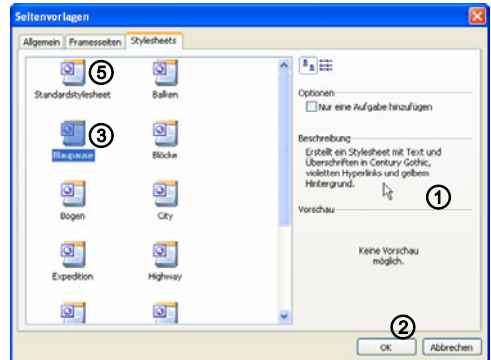 Seitenvorlagen
Allgemein Framesseiten Stylesheets
⑤
Standardstylesheet Balken
③
Blaupause Blöcke
Bogen City
Expedition Highway
Optionen
Nur eine Aufgabe hinzufügen
Beschreibung
Erstellt ein Stylesheet mit Text und
Überschriften in Century Gothic,
violetten Hyperlinks und gelbem
Hintergrund.
①
Vorschau
Keine Vorschau
möglich.
②
OK Abbrechen